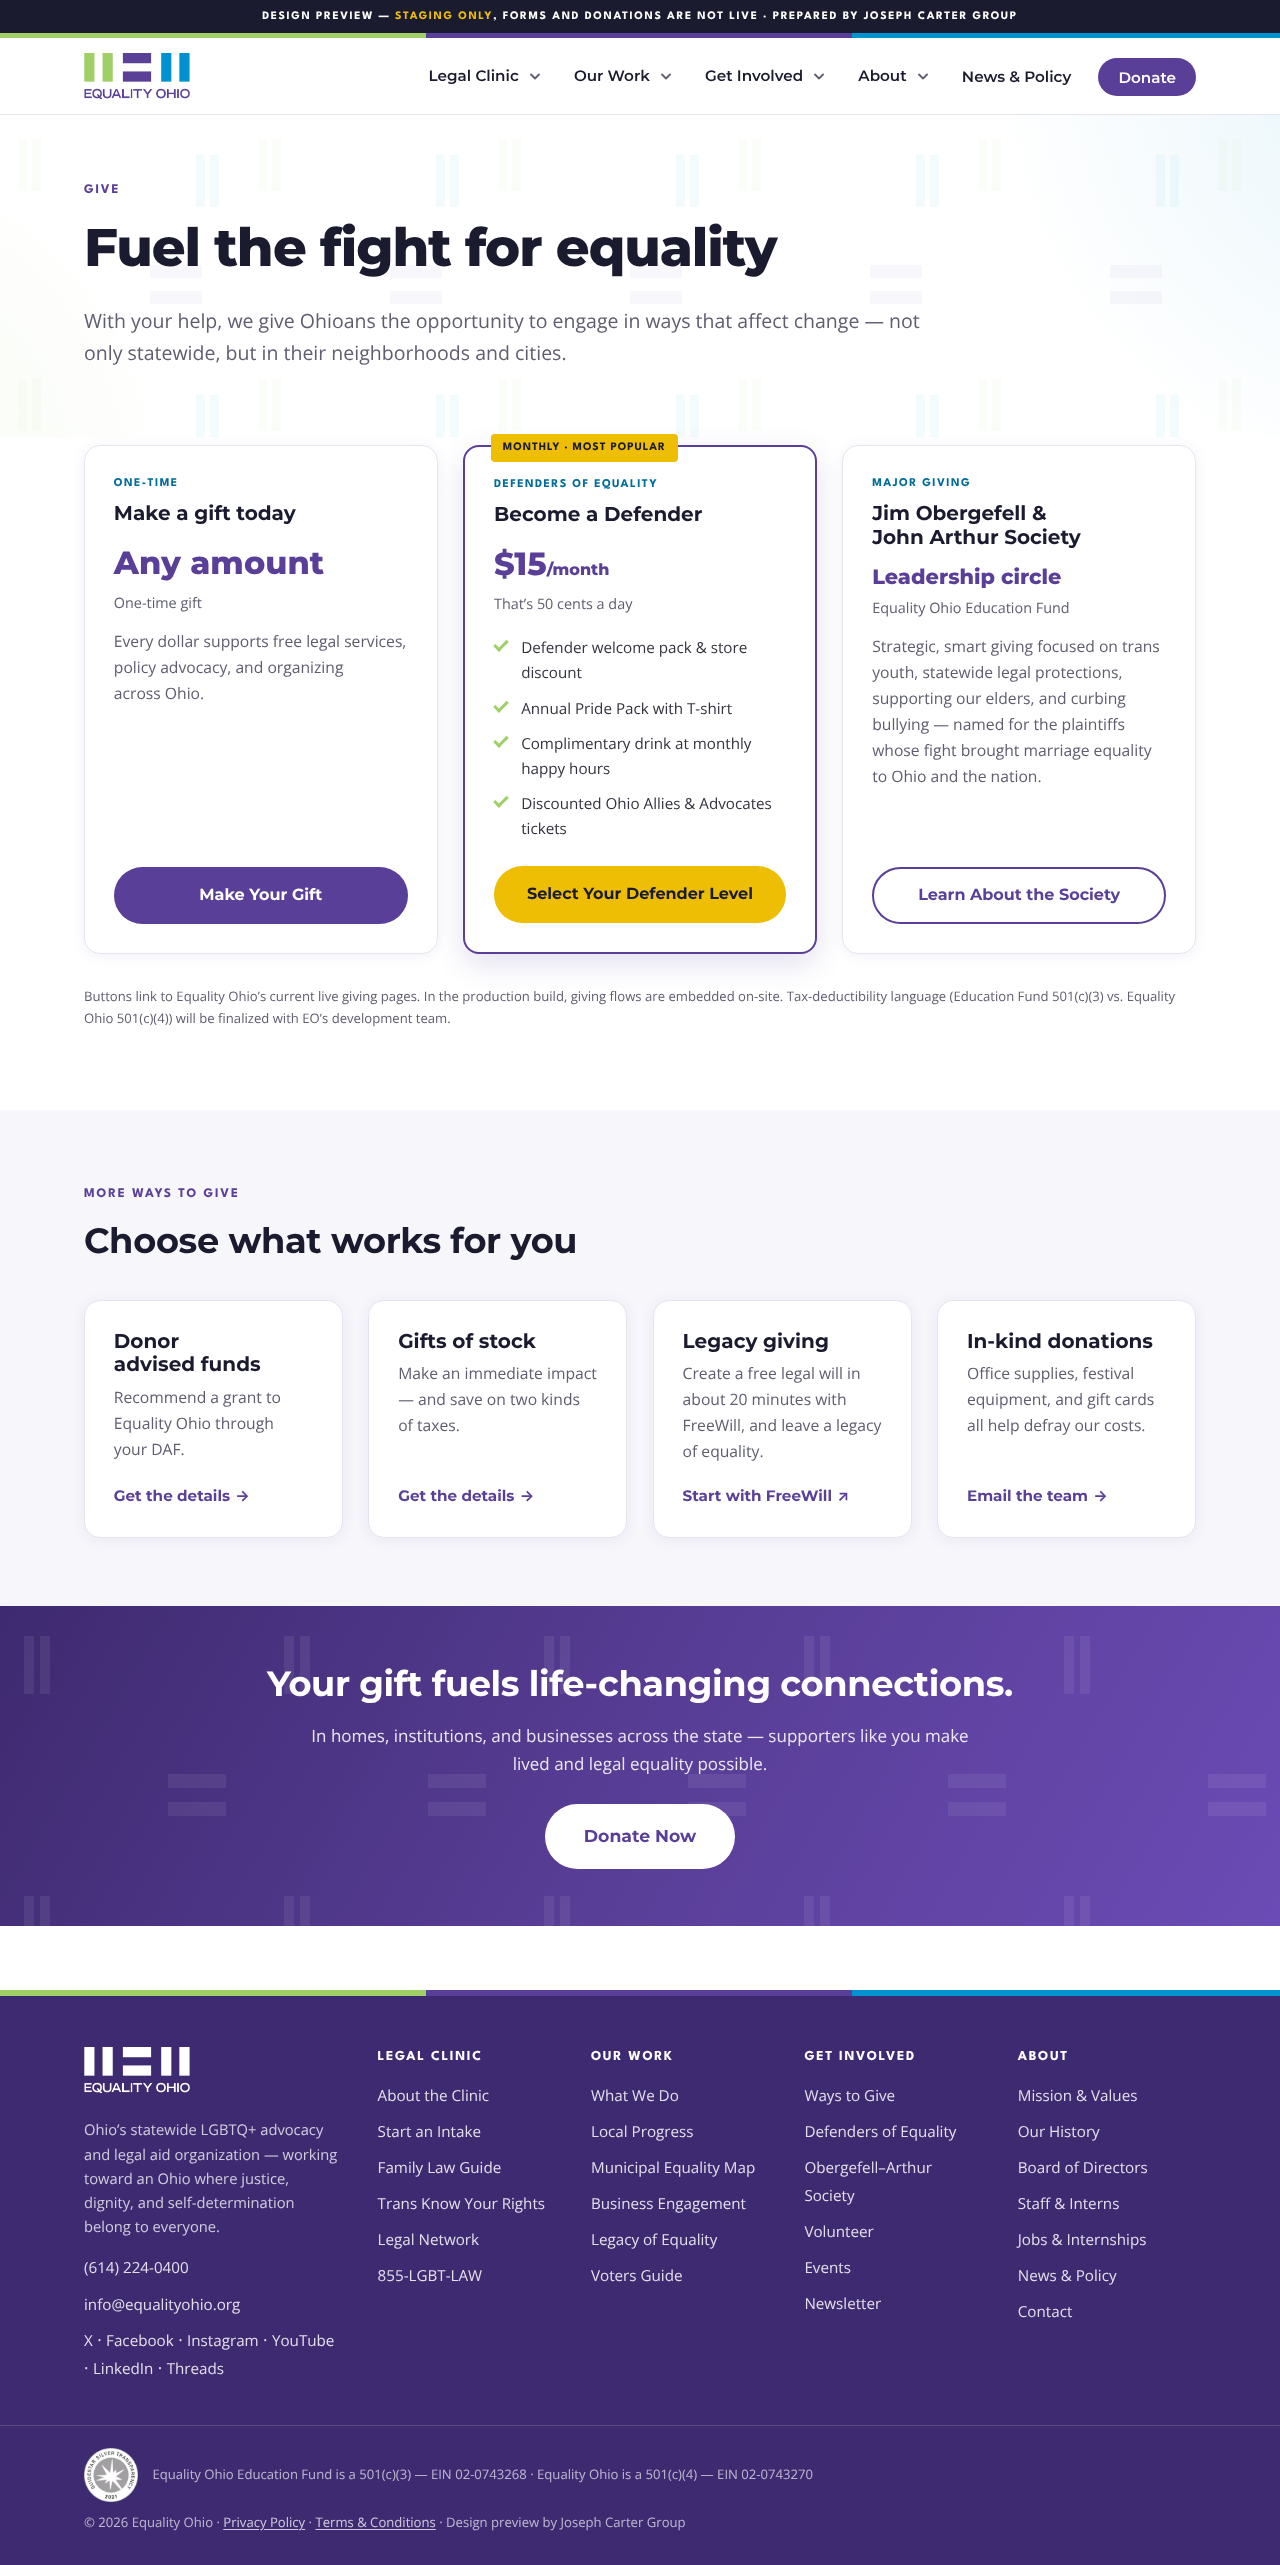 DESIGN PREVIEW — STAGING ONLY, FORMS AND DONATIONS ARE NOT LIVE · PREPARED BY JOSEPH CARTER GROUP
EQUALITY OHIO
Legal Clinic Our Work Get Involved About News & Policy Donate
GIVE
Fuel the fight for equality
With your help, we give Ohioans the opportunity to engage in ways that affect change — not
only statewide, but in their neighborhoods and cities.
ONE-TIME
Make a gift today
Any amount
One-time gift
Every dollar supports free legal services,
policy advocacy, and organizing
across Ohio.
Make Your Gift
MONTHLY · MOST POPULAR
DEFENDERS OF EQUALITY
Become a Defender
$15/month
That’s 50 cents a day
Defender welcome pack & store
discount
Annual Pride Pack with T-shirt
Complimentary drink at monthly
happy hours
Discounted Ohio Allies & Advocates
tickets
Select Your Defender Level
MAJOR GIVING
Jim Obergefell &
John Arthur Society
Leadership circle
Equality Ohio Education Fund
Strategic, smart giving focused on trans
youth, statewide legal protections,
supporting our elders, and curbing
bullying — named for the plaintiffs
whose fight brought marriage equality
to Ohio and the nation.
Learn About the Society
Buttons link to Equality Ohio’s current live giving pages. In the production build, giving flows are embedded on-site. Tax-deductibility language (Education Fund 501(c)(3) vs. Equality
Ohio 501(c)(4)) will be finalized with EO’s development team.
MORE WAYS TO GIVE
Choose what works for you
Donor
advised funds
Recommend a grant to
Equality Ohio through
your DAF.
Get the details →
Gifts of stock
Make an immediate impact
— and save on two kinds
of taxes.
Get the details →
Legacy giving
Create a free legal will in
about 20 minutes with
FreeWill, and leave a legacy
of equality.
Start with FreeWill ↗
In-kind donations
Office supplies, festival
equipment, and gift cards
all help defray our costs.
Email the team →
Your gift fuels life-changing connections.
In homes, institutions, and businesses across the state — supporters like you make
lived and legal equality possible.
Donate Now
EQUALITY OHIO
Ohio’s statewide LGBTQ+ advocacy
and legal aid organization — working
toward an Ohio where justice,
dignity, and self-determination
belong to everyone.
(614) 224-0400
info@equalityohio.org
X · Facebook · Instagram · YouTube
· LinkedIn · Threads
LEGAL CLINIC
About the Clinic
Start an Intake
Family Law Guide
Trans Know Your Rights
Legal Network
855-LGBT-LAW
OUR WORK
What We Do
Local Progress
Municipal Equality Map
Business Engagement
Legacy of Equality
Voters Guide
GET INVOLVED
Ways to Give
Defenders of Equality
Obergefell–Arthur
Society
Volunteer
Events
Newsletter
ABOUT
Mission & Values
Our History
Board of Directors
Staff & Interns
Jobs & Internships
News & Policy
Contact
GUIDESTAR SILVER TRANSPARENCY
2021
Equality Ohio Education Fund is a 501(c)(3) — EIN 02-0743268 · Equality Ohio is a 501(c)(4) — EIN 02-0743270
© 2026 Equality Ohio · Privacy Policy · Terms & Conditions · Design preview by Joseph Carter Group